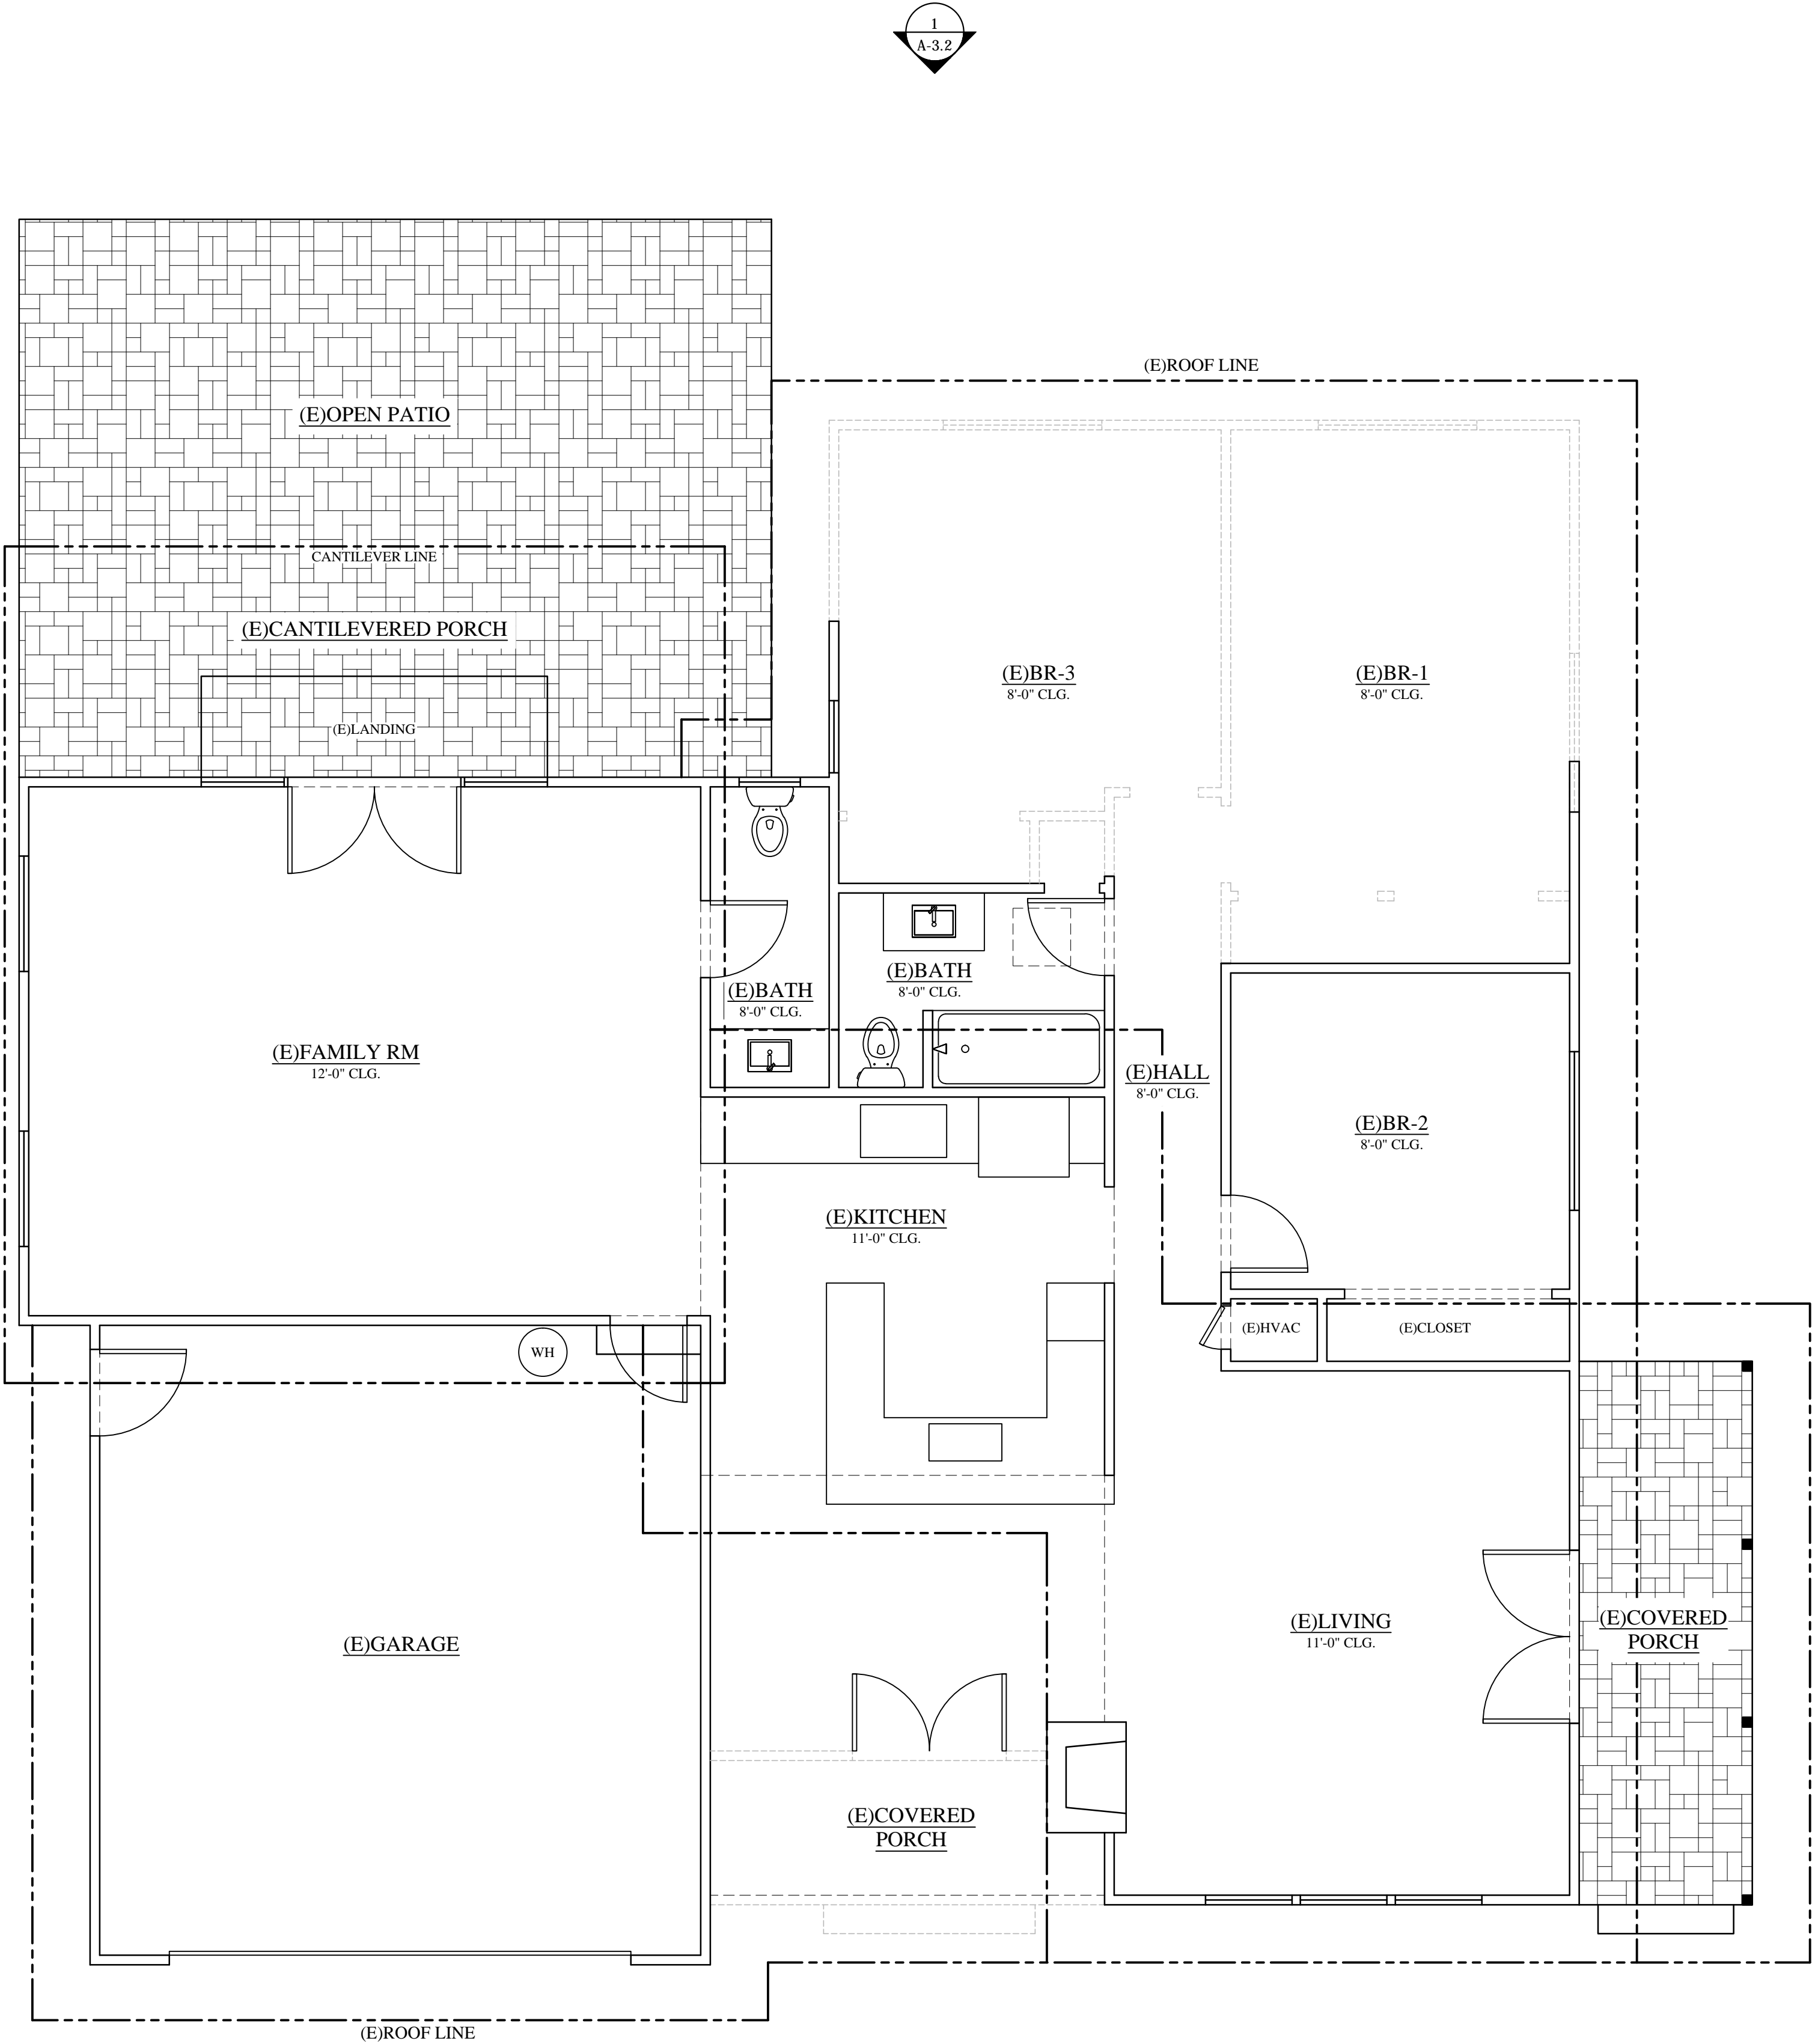 1
A-3.2
(E)ROOF LINE
(E)OPEN PATIO
CANTILEVER LINE
(E)CANTILEVERED PORCH
(E)BR-3
8'-0" CLG.
(E)BR-1
8'-0" CLG.
(E)LANDING
(E)BATH
8'-0" CLG.
(E)BATH
8'-0" CLG.
(E)FAMILY RM
12'-0" CLG.
(E)HALL
8'-0" CLG.
(E)BR-2
8'-0" CLG.
(E)KITCHEN
11'-0" CLG.
(E)HVAC
(E)CLOSET
WH
(E)GARAGE
(E)LIVING
11'-0" CLG.
(E)COVERED
PORCH
(E)COVERED
PORCH
(E)ROOF LINE